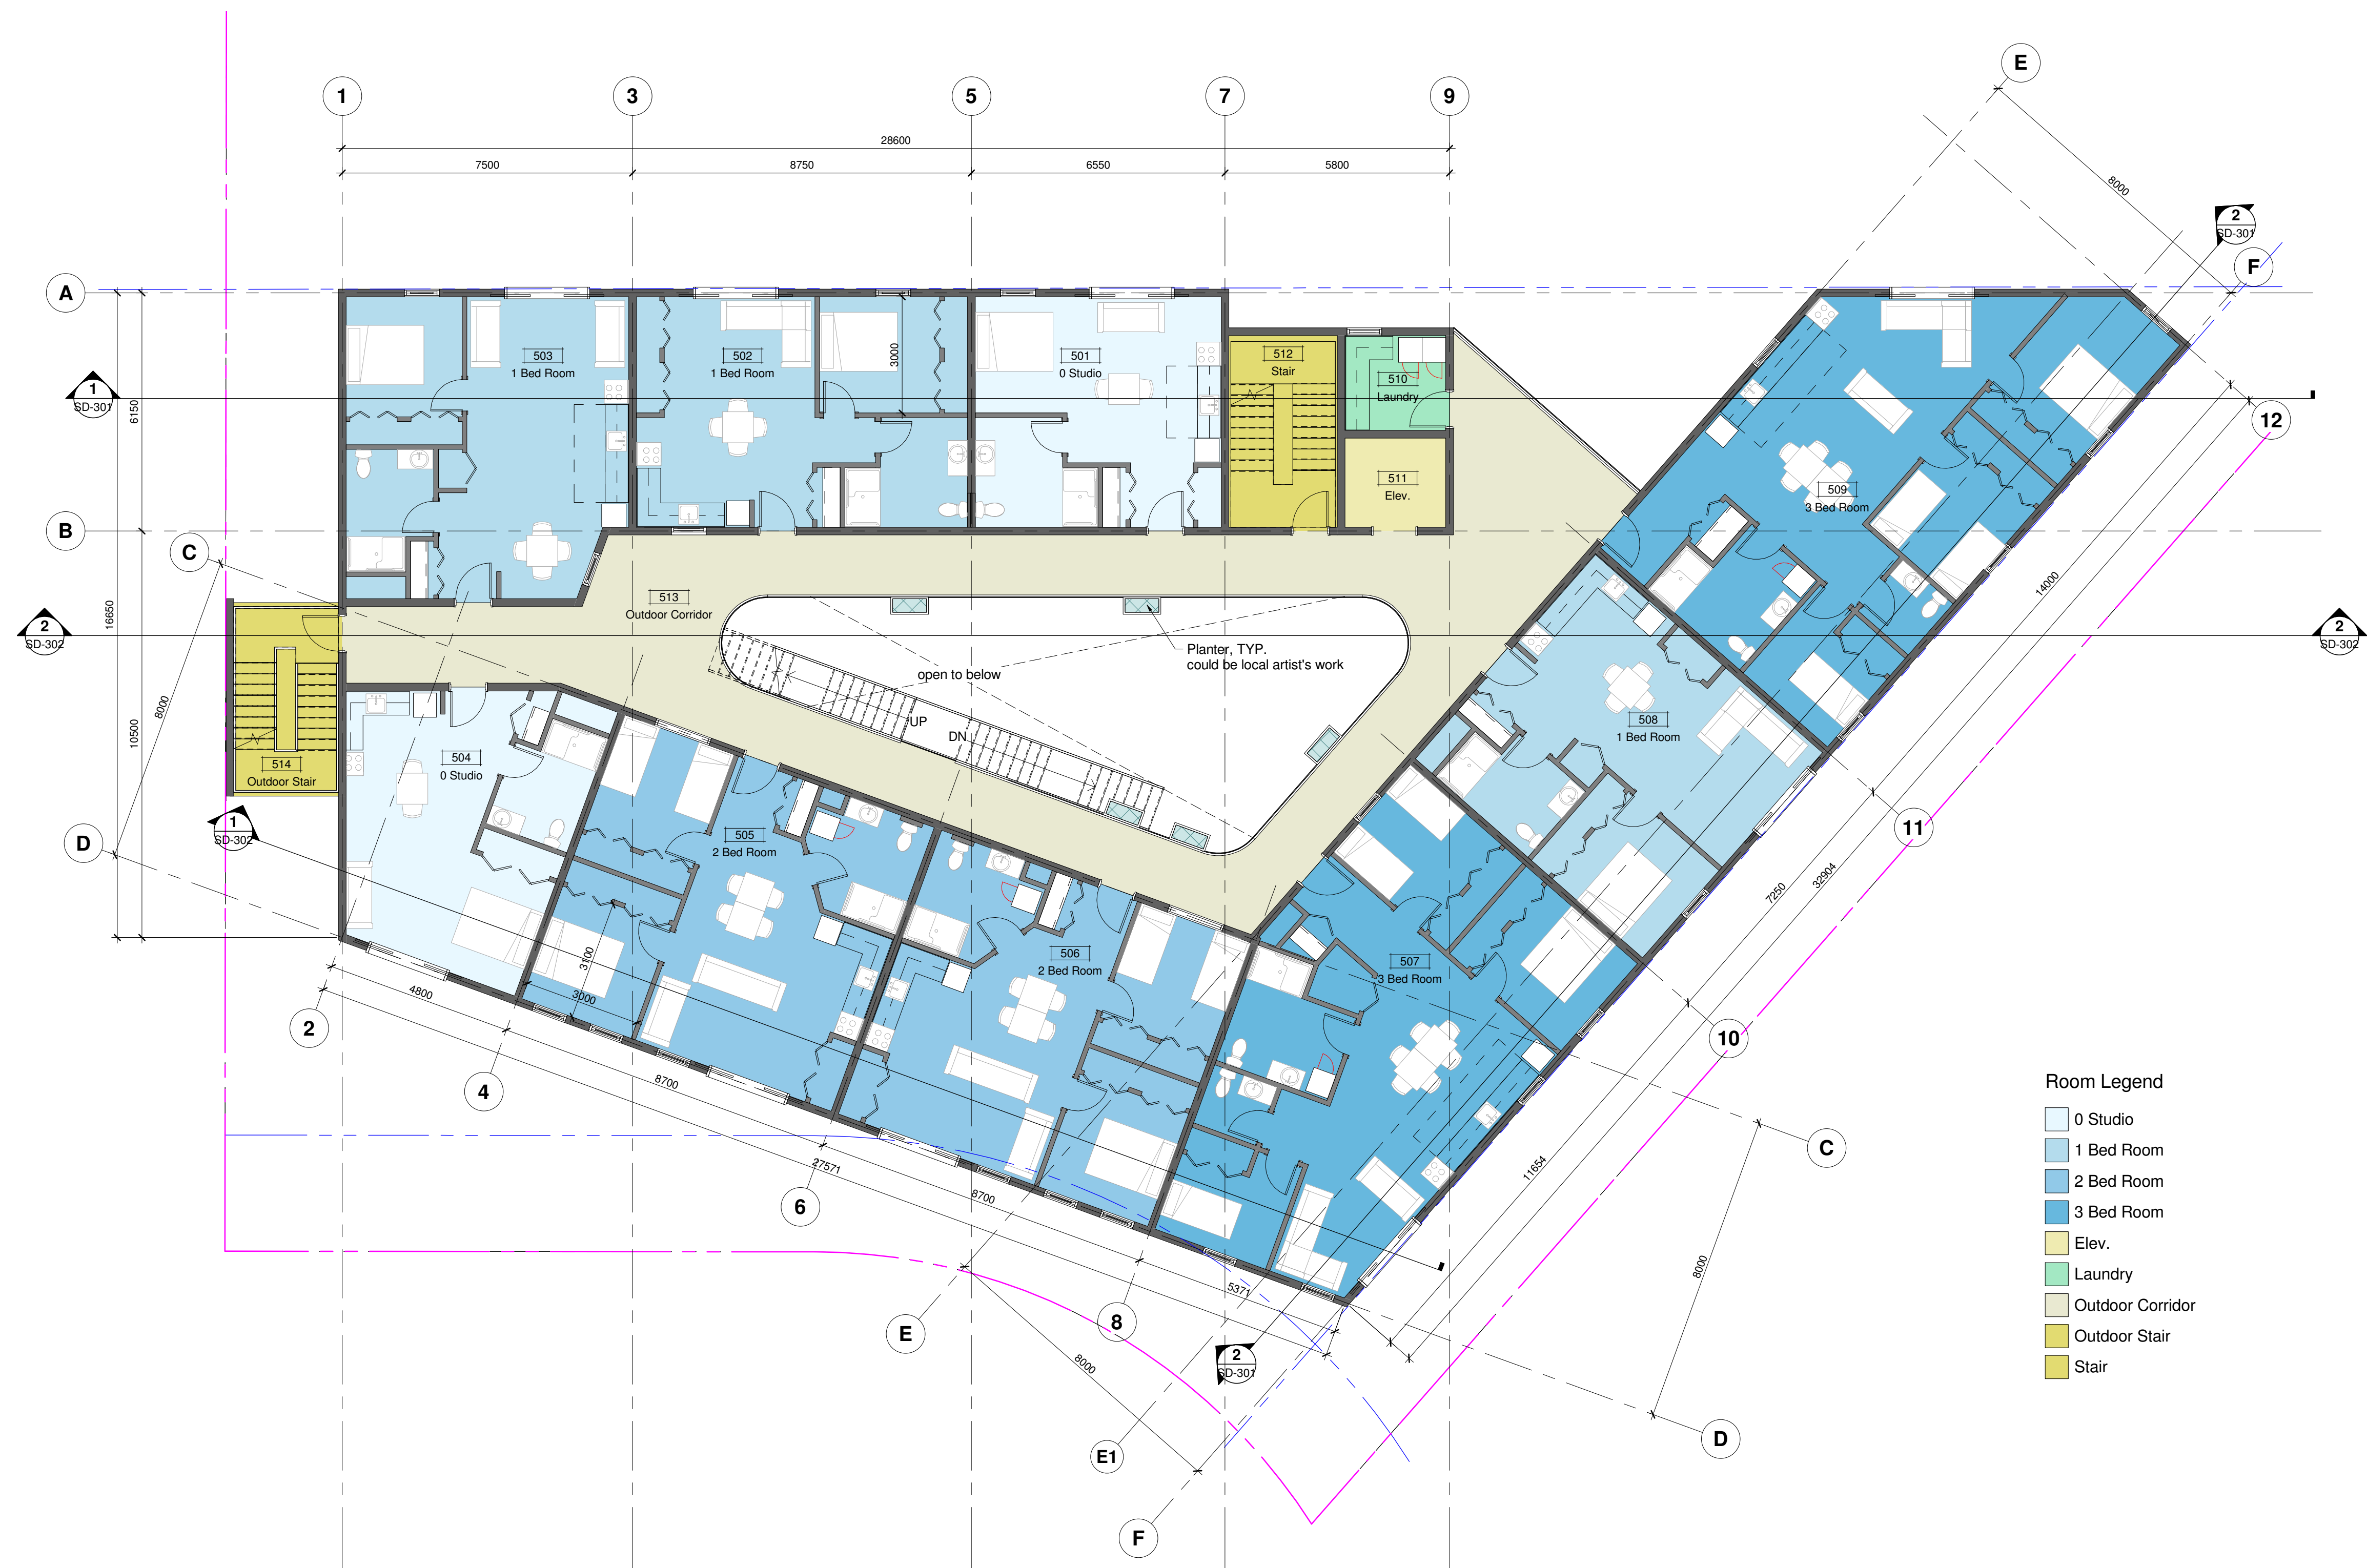 E
1
3
5
7
9
28600
7500
8750
6550
5800
8000
2
SD-301
F
A
503
1 Bed Room
502
1 Bed Room
3000
501
0 Studio
512
Stair
510
Laundry
1
SD-301
6150
12
511
Elev.
509
3 Bed Room
B
C
14000
513
Outdoor Corridor
16650
2
SD-302
2
SD-302
Planter, TYP.
could be local artist's work
open to below
8000
10500
UP
DN
508
1 Bed Room
504
0 Studio
514
Outdoor Stair
1
SD-302
D
505
2 Bed Room
11
7250
32904
506
2 Bed Room
507
3 Bed Room
3100
3000
4800
2
10
4
8700
Room Legend
0 Studio
1 Bed Room
2 Bed Room
3 Bed Room
Elev.
Laundry
Outdoor Corridor
Outdoor Stair
Stair
C
27571
11654
8700
6
5371
8000
8
E
2
SD-301
8000
D
E1
F